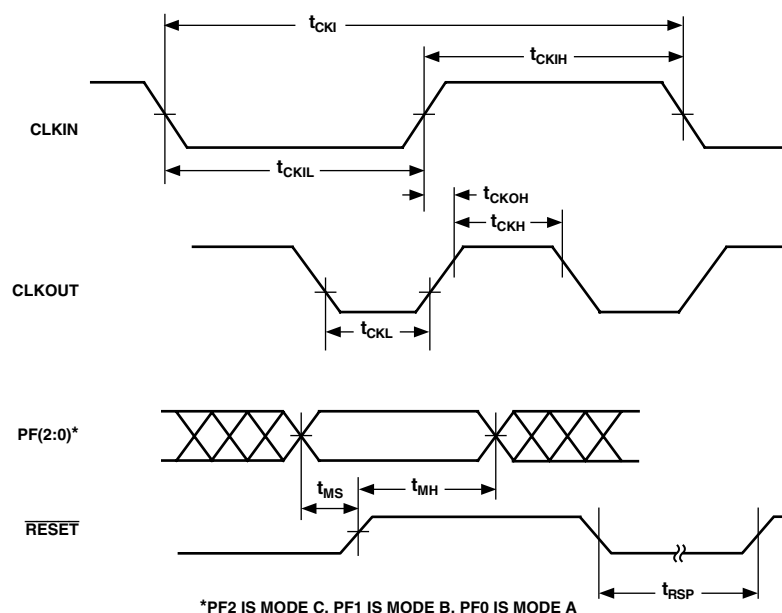 tCKI
tCKIH
CLKIN
tCKIL
tCKOH
tCKH
CLKOUT
tCKL
PF(2:0)*
tMS
tMH
RESET
tRSP
*PF2 IS MODE C, PF1 IS MODE B, PF0 IS MODE A